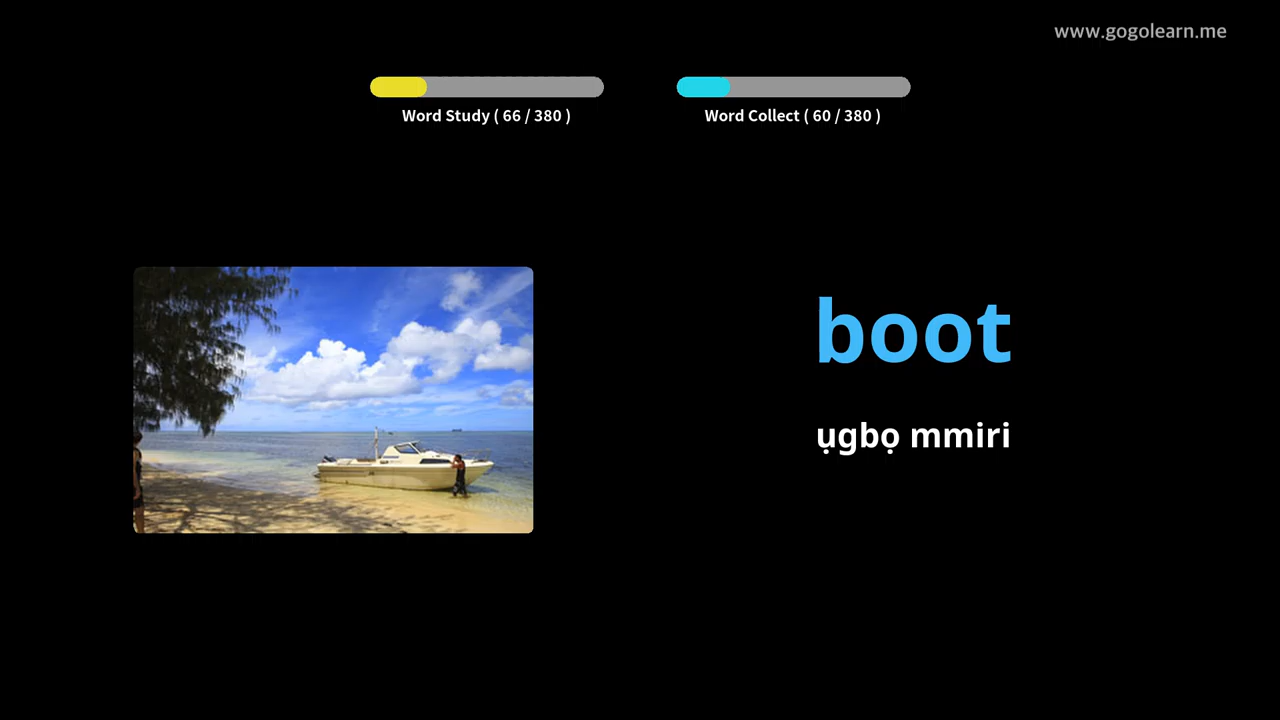 www.gogolearn.me
Word Study ( 66 / 380 )
Word Collect ( 60 / 380 )
boot
ụgbọ mmiri